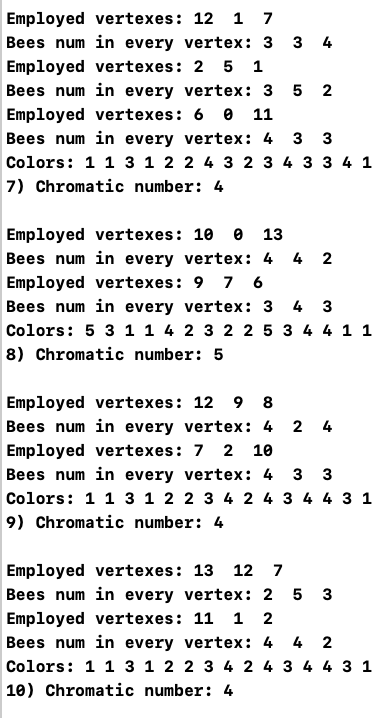 Employed vertexes: 12  1  7
Bees num in every vertex: 3  3  4
Employed vertexes: 2  5  1
Bees num in every vertex: 3  5  2
Employed vertexes: 6  0  11
Bees num in every vertex: 4  3  3
Colors: 1 1 3 1 2 2 4 3 2 3 4 3 3 4 1
7) Chromatic number: 4

Employed vertexes: 10  0  13
Bees num in every vertex: 4  4  2
Employed vertexes: 9  7  6
Bees num in every vertex: 3  4  3
Colors: 5 3 1 1 4 2 3 2 2 5 3 4 4 1 1
8) Chromatic number: 5

Employed vertexes: 12  9  8
Bees num in every vertex: 4  2  4
Employed vertexes: 7  2  10
Bees num in every vertex: 4  3  3
Colors: 1 1 3 1 2 2 3 4 2 4 3 4 4 3 1
9) Chromatic number: 4

Employed vertexes: 13  12  7
Bees num in every vertex: 2  5  3
Employed vertexes: 11  1  2
Bees num in every vertex: 4  4  2
Colors: 1 1 3 1 2 2 3 4 2 4 3 4 4 3 1
10) Chromatic number: 4